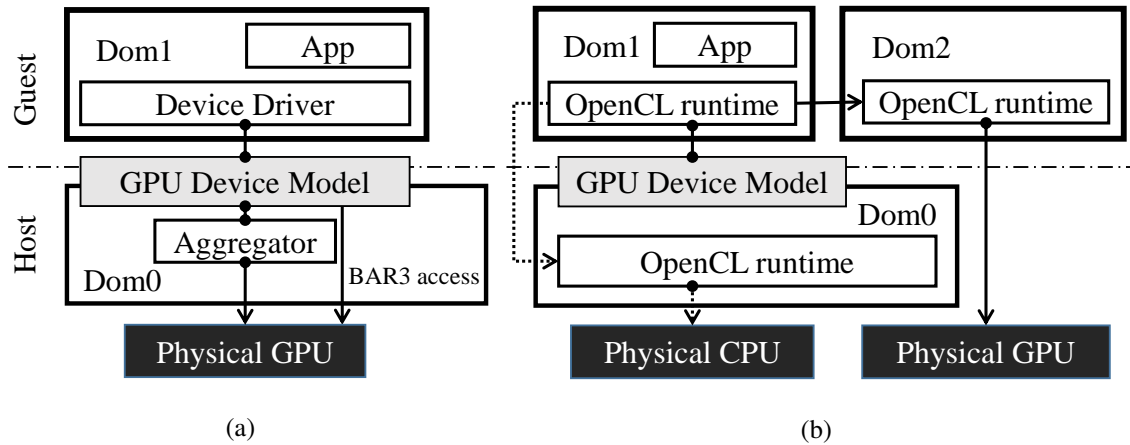 Guest
Host
Dom1
App
Device Driver
GPU Device Model
Aggregator
Dom0
BAR3 access
Physical GPU
(a)
Dom1
App
OpenCL runtime
Dom2
OpenCL runtime
GPU Device Model
Dom0
OpenCL runtime
Physical CPU
Physical GPU
(b)